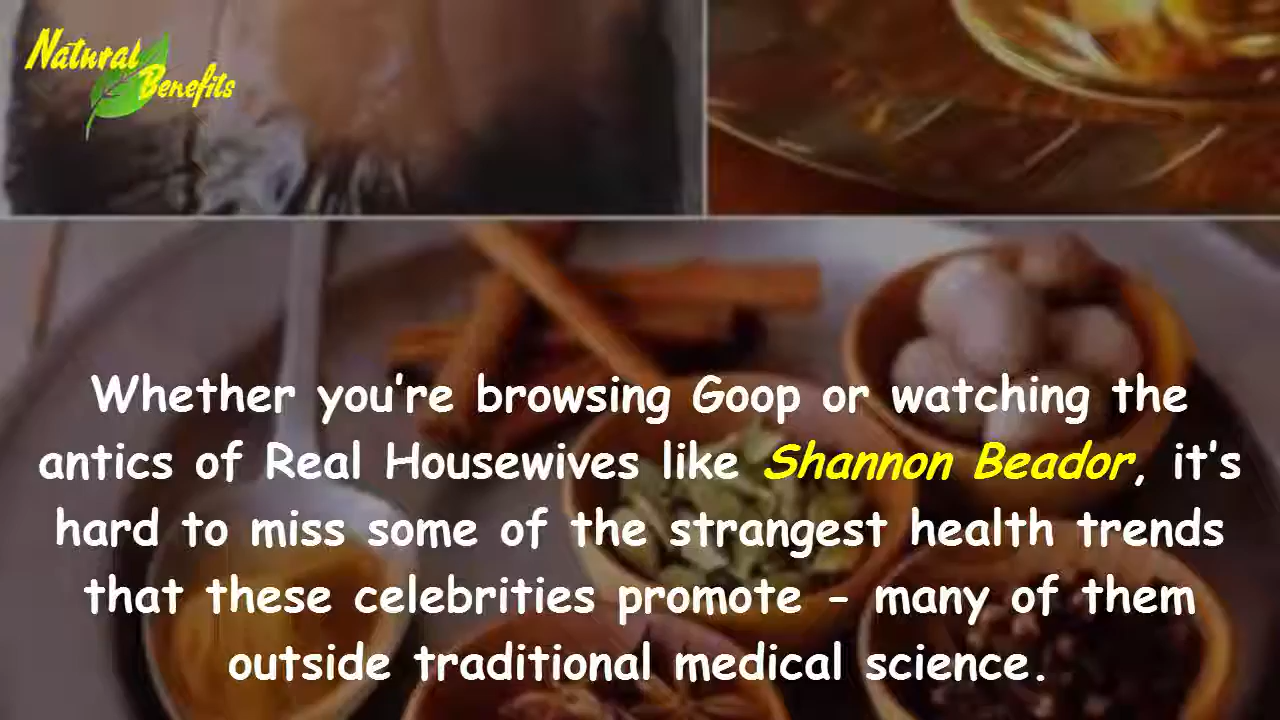 Natural
Benefits
Whether you're browsing Goop or watching the
antics of Real Housewives like Shannon Beador, it's
hard to miss some of the strangest health trends
that these celebrities promote - many of them
outside traditional medical science.